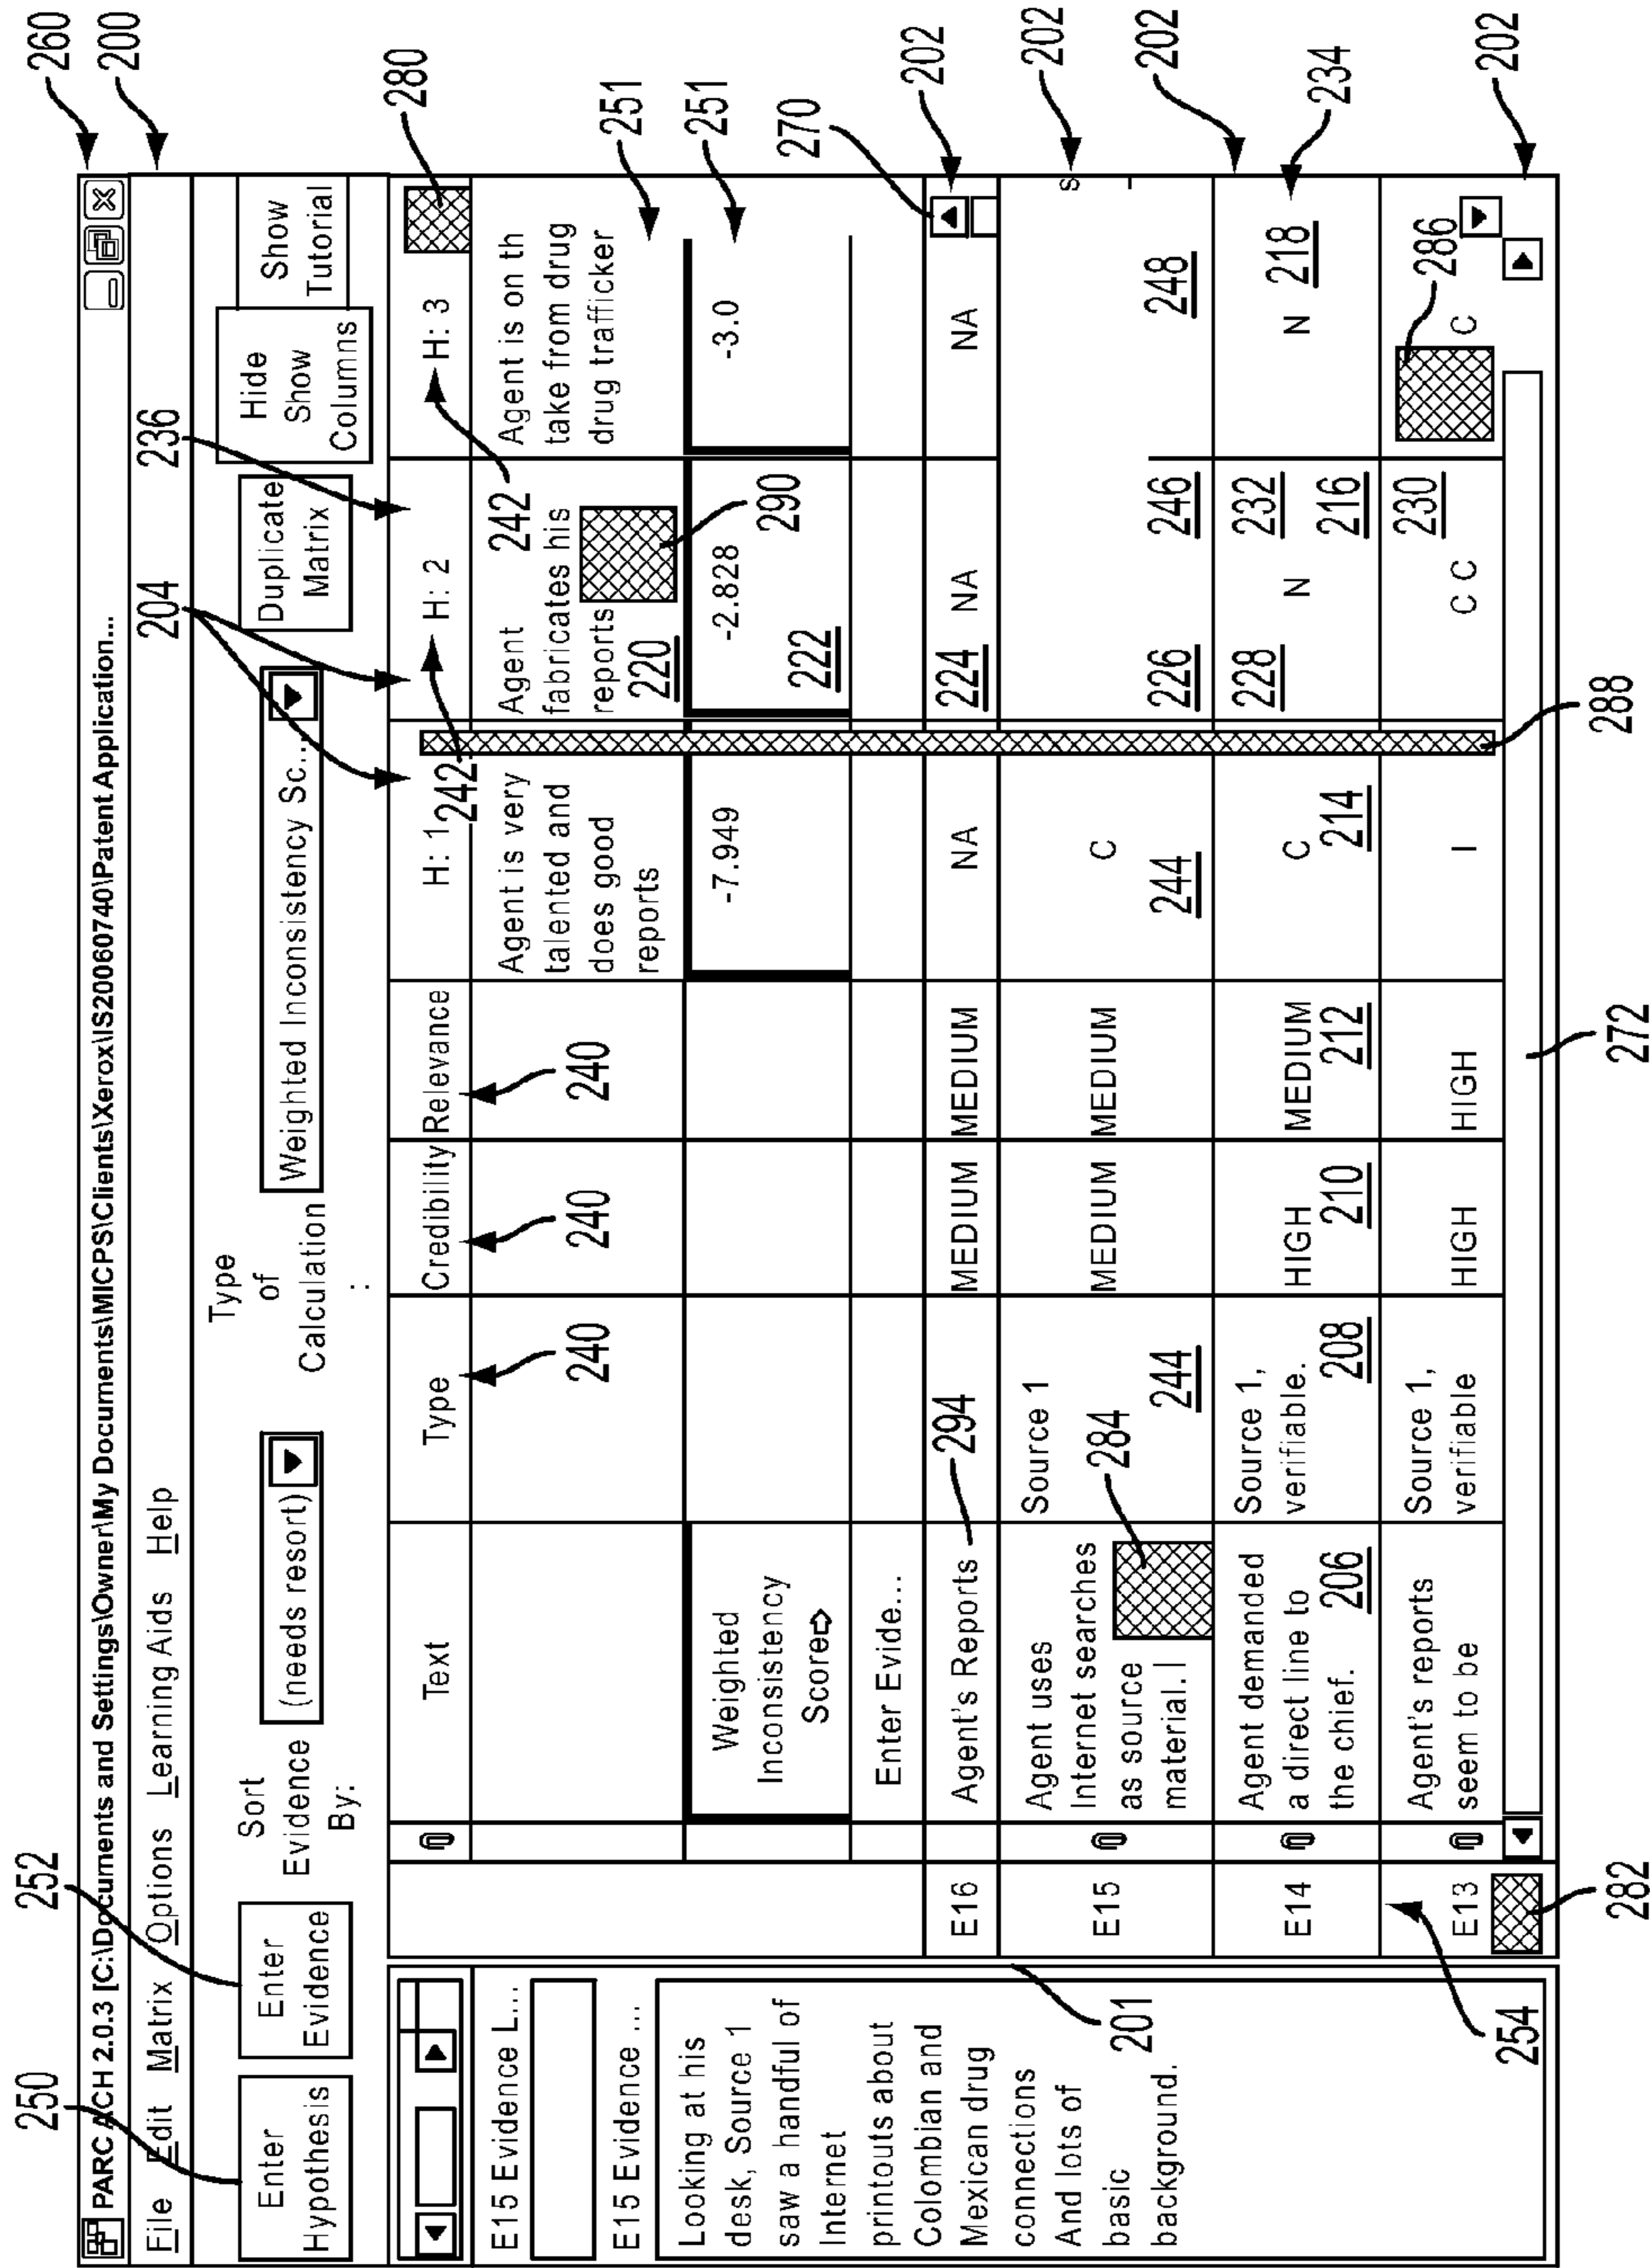 PARC ACH 2.0.3 [C:\Documents and Settings\Owner\My Documents\MICPS\Clients\Xerox\IS20060740\Patent Application...
260
File Edit Matrix Options Learning Aids Help
200
250
252
204
236
Enter
Hypothesis
Enter
Evidence
Sort
Evidence
By:
(needs resort)
Type
of
Calculation
:
Weighted Inconsistency Sc...
Duplicate
Matrix
Hide
Show
Columns
Show
Tutorial
E15 Evidence L...
E15 Evidence ...
Looking at his
desk, Source 1
saw a handful of
Internet
printouts about
Colombian and
Mexican drug
connections
And lots of
basic
background.
201
254
Text
Type
Credibility
Relevance
H: 1
H: 2
H: 3
280
240
240
240
242
242
Agent is very
talented and
does good
reports
Agent
fabricates his
reports
220
290
Agent is on th
take from drug
drug trafficker
251
Weighted
Inconsistency
Score
-7.949
-2.828
222
-3.0
251
Enter Evide...
270
E16
Agent's Reports
294
MEDIUM
MEDIUM
NA
224
NA
NA
202
E15
Agent uses
Internet searches
as source
material. I
284
Source 1
244
MEDIUM
MEDIUM
C
244
226
246
248
s
202
E14
Agent demanded
a direct line to
the chief.
206
Source 1,
verifiable.
208
HIGH
210
MEDIUM
212
C
214
228
N
232
216
N
218
234
202
E13
Agent's reports
seem to be
Source 1,
verifiable
HIGH
HIGH
I
C C
230
C
286
202
282
272
288